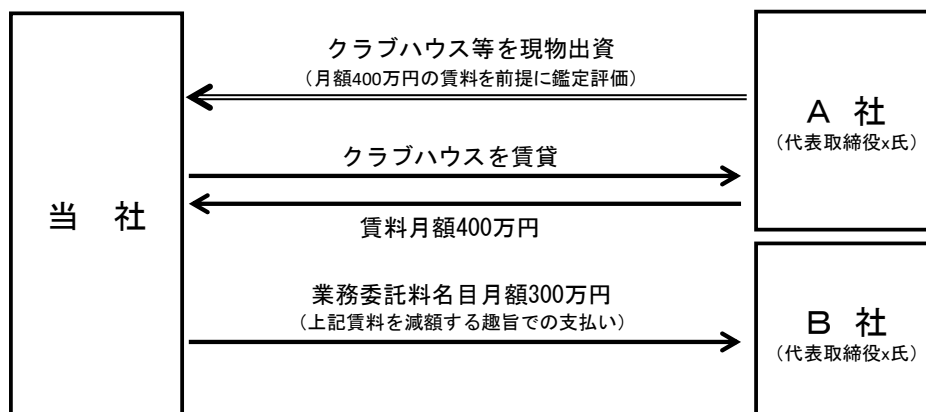 クラブハウス等を現物出資
（月額400万円の賃料を前提に鑑定評価）
A 社
（代表取締役x氏）
クラブハウスを賃貸
当 社
賃料月額400万円
業務委託料名目月額300万円
（上記賃料を減額する趣旨での支払い）
B 社
（代表取締役x氏）